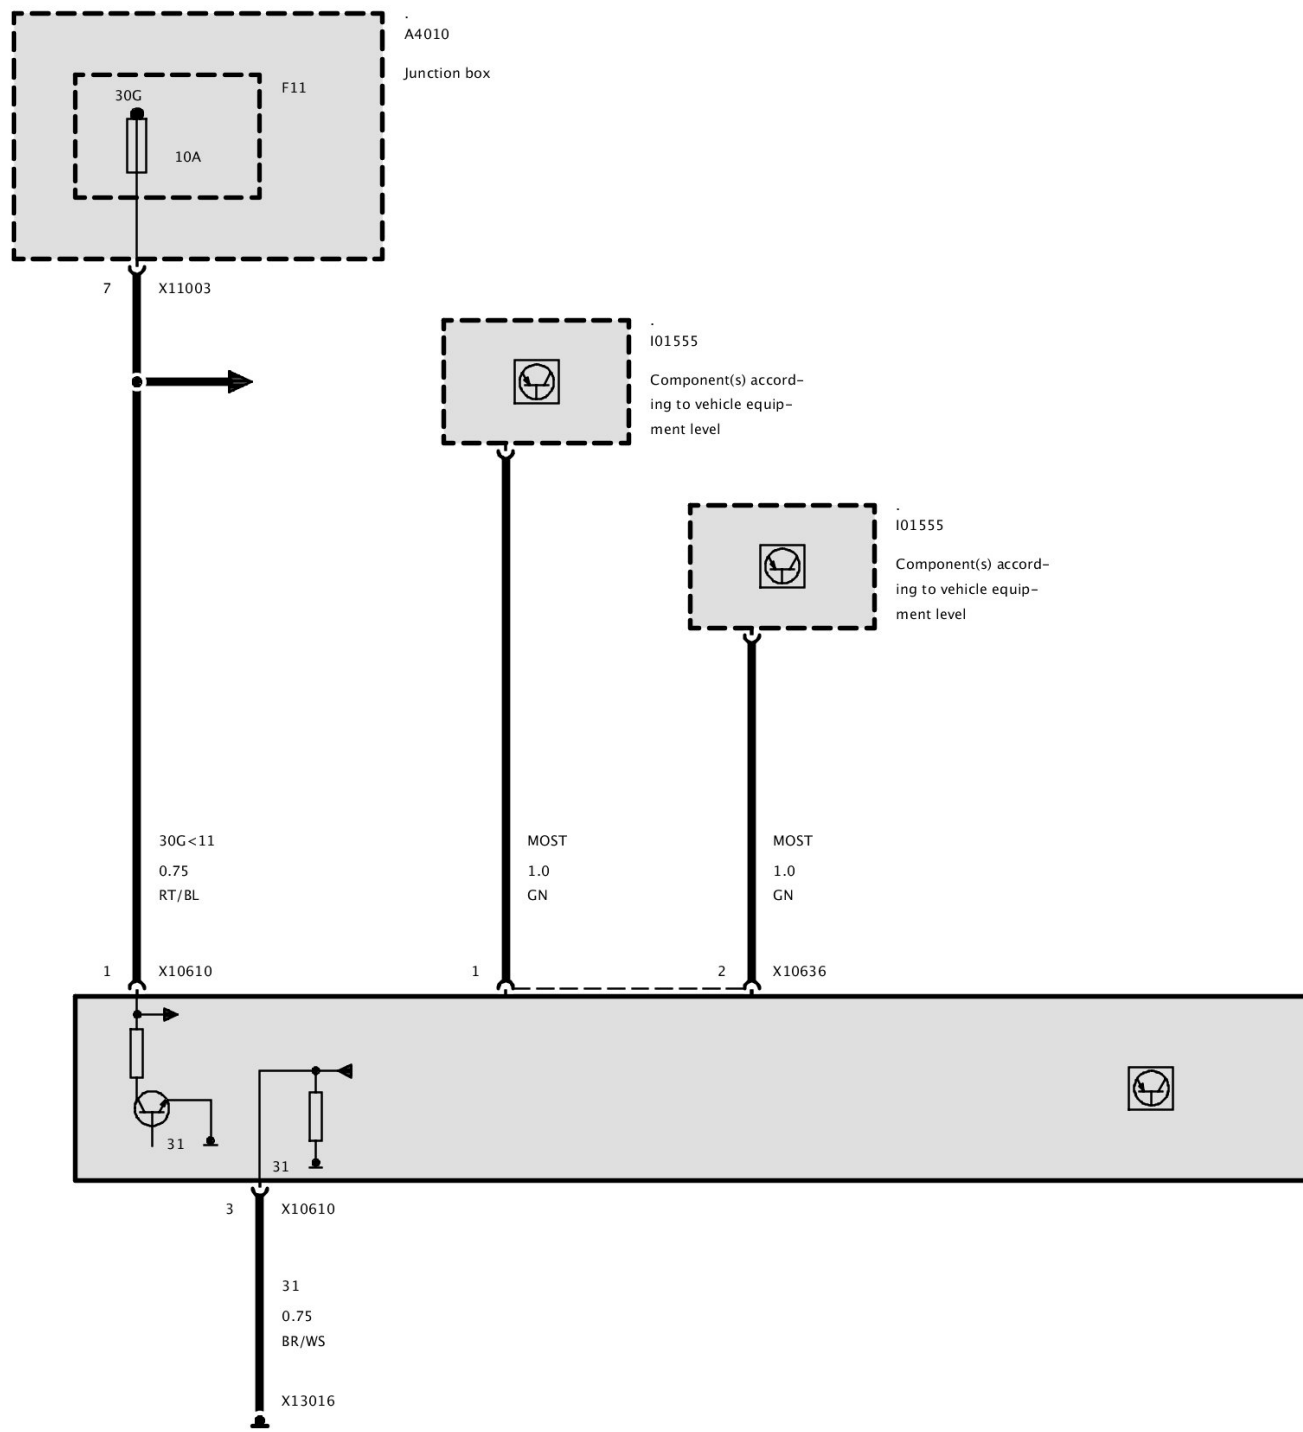 .
A4010
Junction box
F11
30G
10A
7 X11003
.
I01555
Component(s) accord-
ing to vehicle equip-
ment level
.
I01555
Component(s) accord-
ing to vehicle equip-
ment level
30G<11
0.75
RT/BL
MOST
1.0
GN
MOST
1.0
GN
1 X10610
1
2 X10636
31
31
3 X10610
31
0.75
BR/WS
X13016